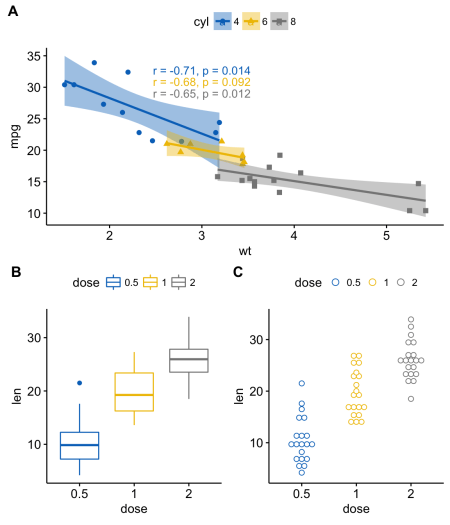 A
cyl 4 6 8
r = -0.71, p = 0.014
r = -0.68, p = 0.092
r = -0.65, p = 0.012
mpg
35
30
25
20
15
10
2 3 4 5
wt
B
dose 0.5 1 2
len
30
20
10
0.5 1 2
dose
C
dose 0.5 1 2
len
30
20
10
0.5 1 2
dose